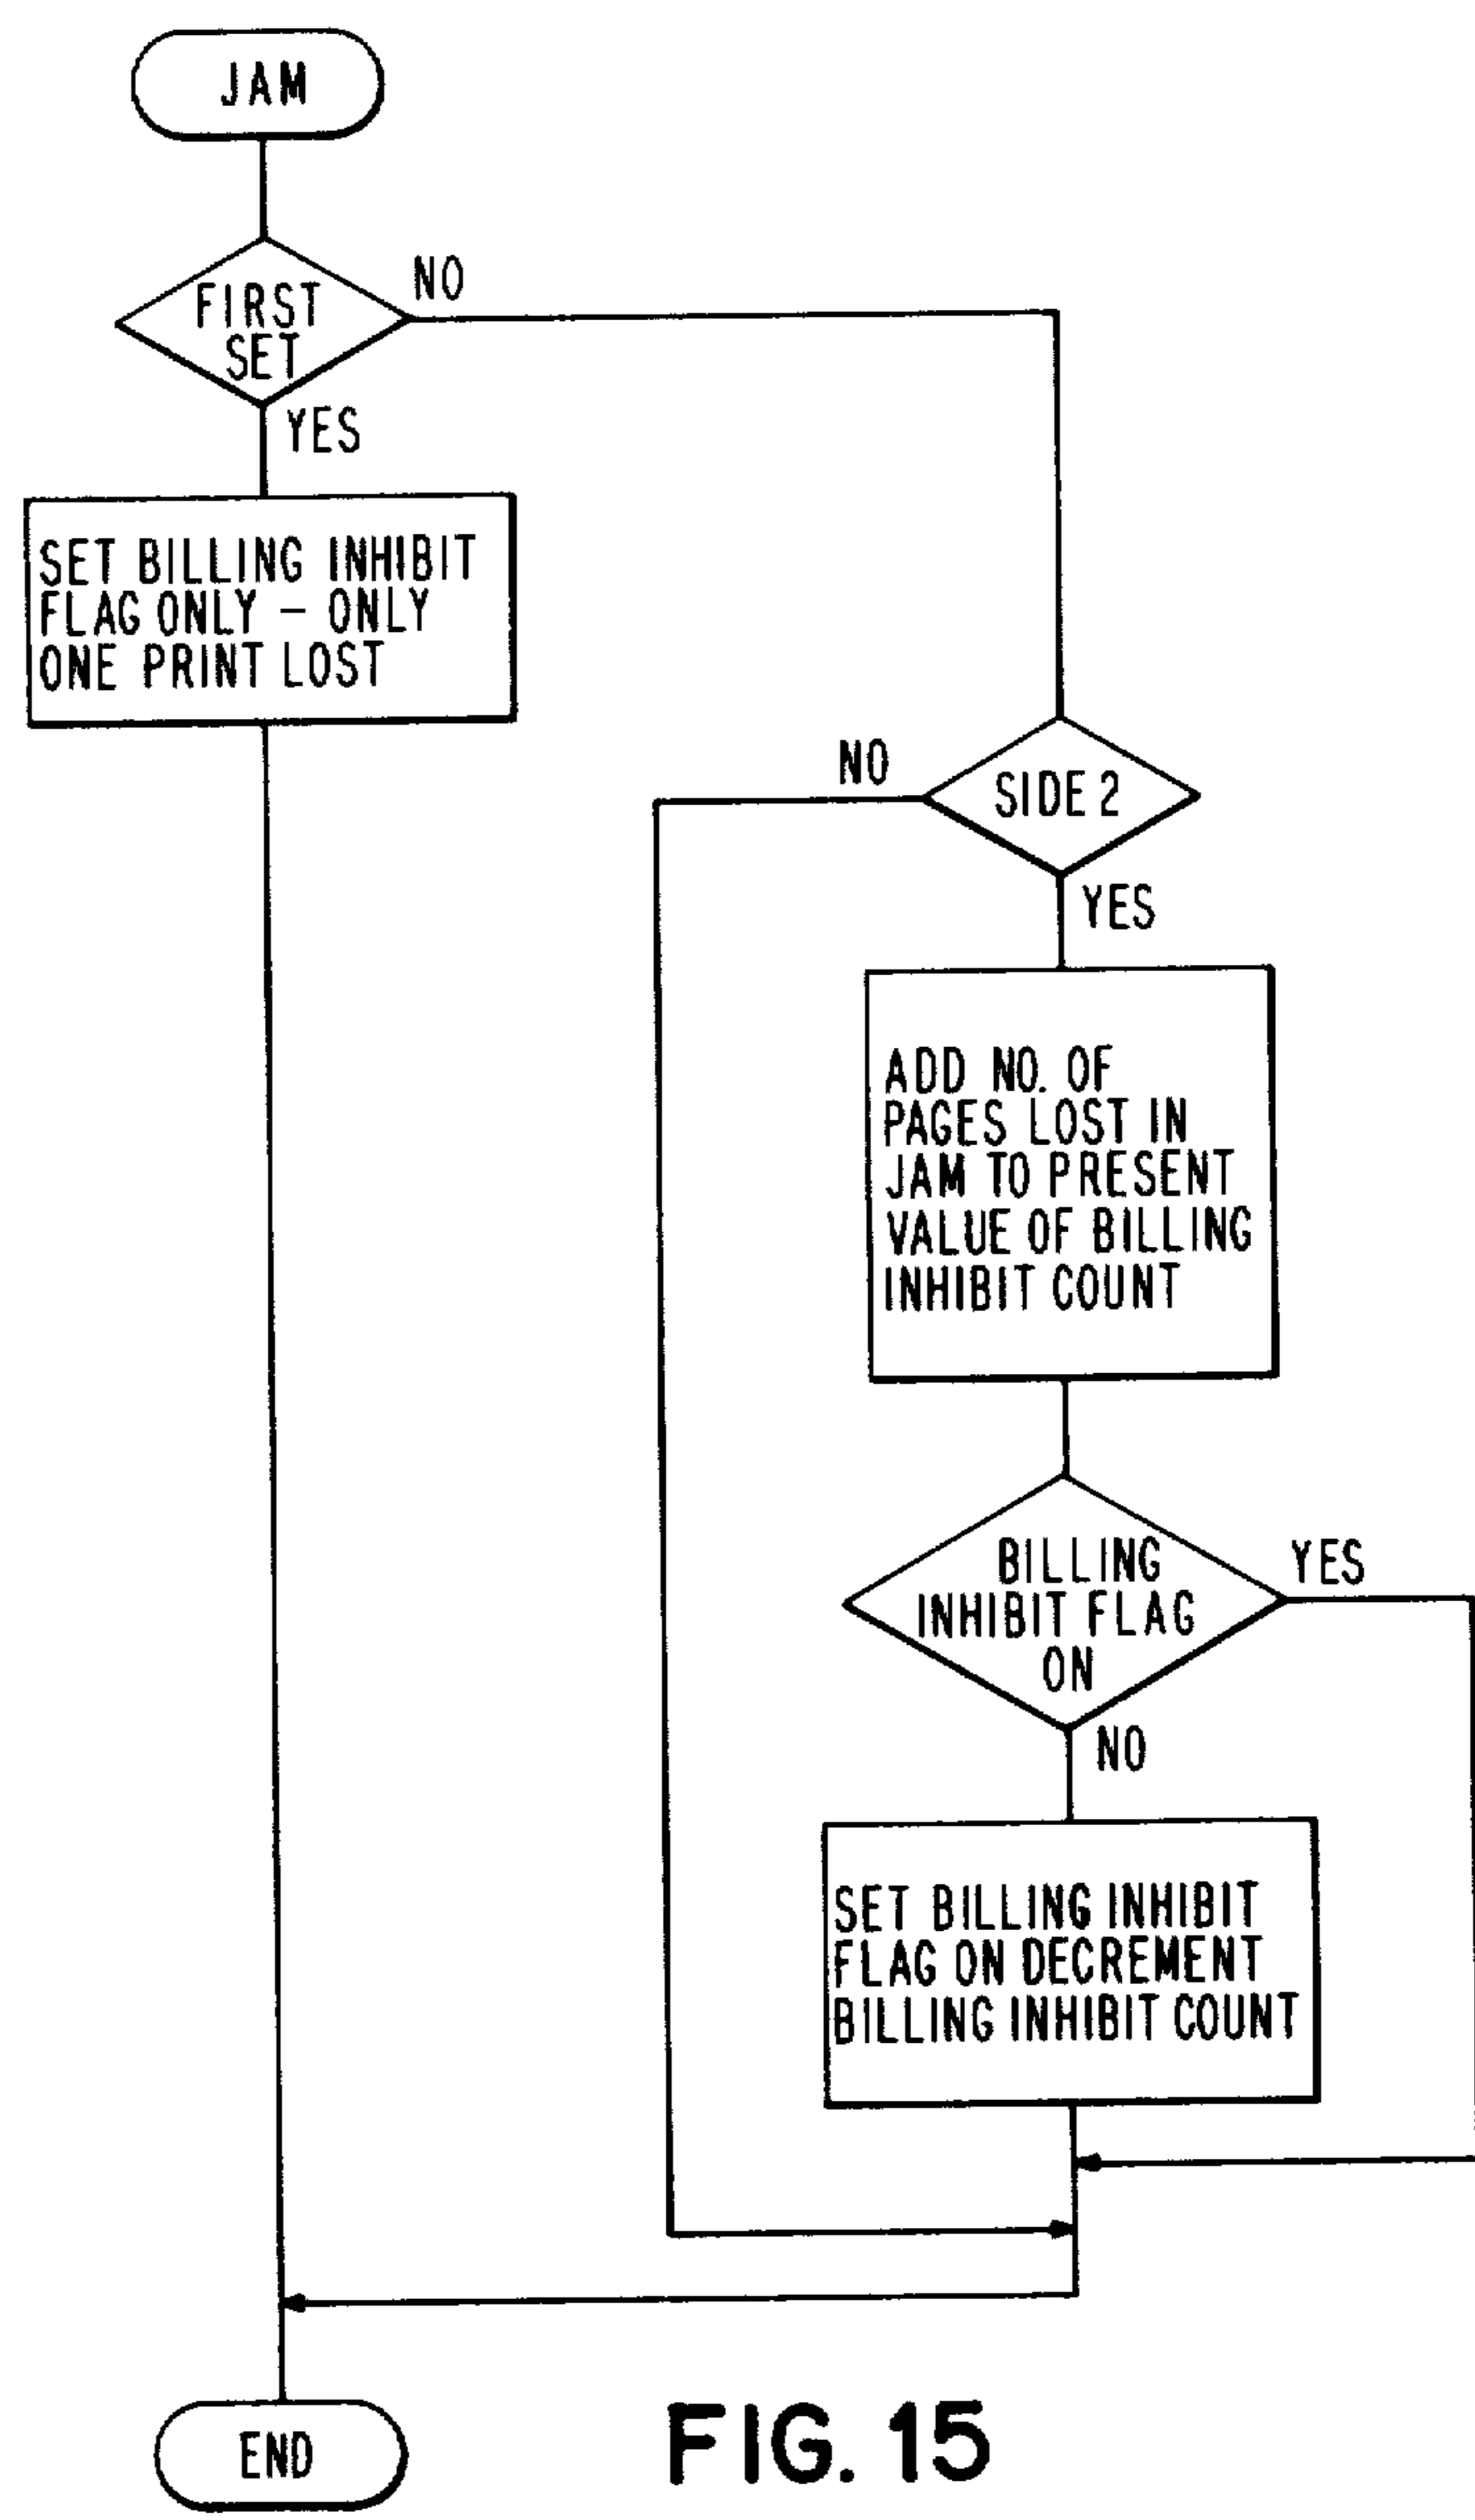 JAM
FIRST
SET
NO
YES
SET BILLING INHIBIT
FLAG ONLY - ONLY
ONE PRINT LOST
NO
SIDE 2
YES
ADD NO. OF
PAGES LOST IN
JAM TO PRESENT
VALUE OF BILLING
INHIBIT COUNT
BILLING
INHIBIT FLAG
ON
YES
NO
SET BILLING INHIBIT
FLAG ON DECREMENT
BILLING INHIBIT COUNT
END
FIG. 15